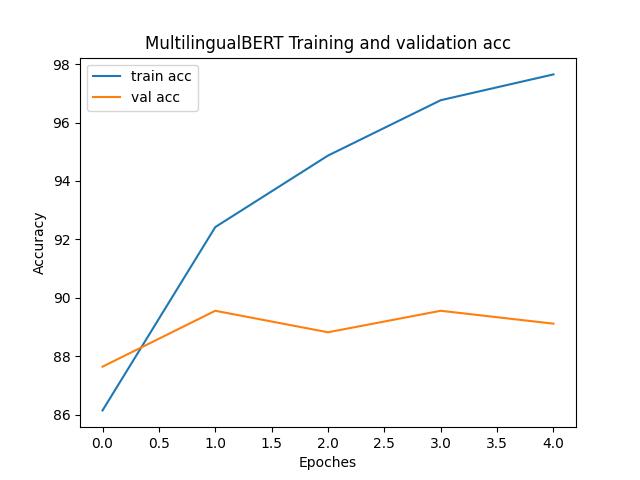 MultilingualBERT Training and validation acc
train acc
val acc
Accuracy
98
96
94
92
90
88
86
0.0 0.5 1.0 1.5 2.0 2.5 3.0 3.5 4.0
Epoches